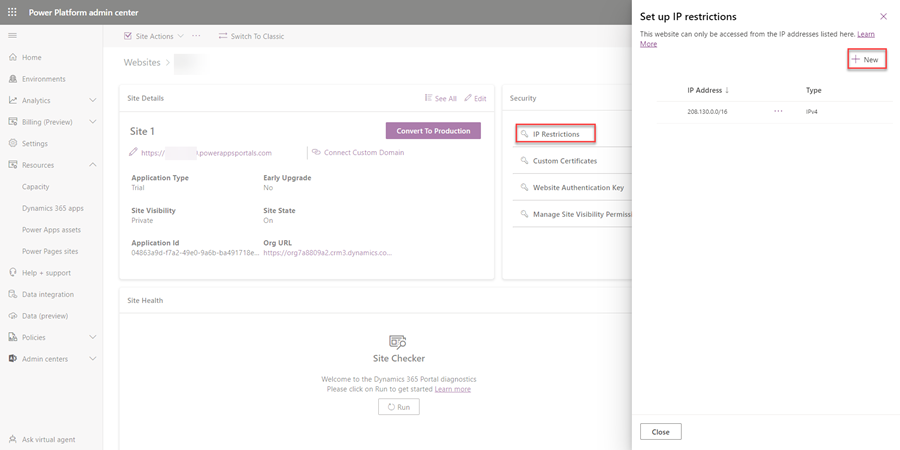 Power Platform admin center
Home
Environments
Analytics
Billing (Preview)
Settings
Resources
Capacity
Dynamics 365 apps
Power Apps assets
Power Pages sites
Help + support
Data integration
Data (preview)
Policies
Admin centers
Ask virtual agent
Site Actions
··· Switch To Classic
Websites >
Site Details
See All
Edit
Site 1
Convert To Production
https://
.powerappsportals.com
Connect Custom Domain
Application Type
Trial
Early Upgrade
No
Site Visibility
Private
Site State
On
Application Id
04863a9d-f7a2-49e0-9a6b-ba491718e...
Org URL
https://org7a8809a2.crm3.dynamics.co...
Site Health
Site Checker
Welcome to the Dynamics 365 Portal diagnostics
Please click on Run to get started Learn more
Run
Security
IP Restrictions
Custom Certificates
Website Authentication Key
Manage Site Visibility Permiss
Set up IP restrictions
This website can only be accessed from the IP addresses listed here. Learn
More
+ New
IP Address ↓
Type
208.130.0.0/16
···
IPv4
Close